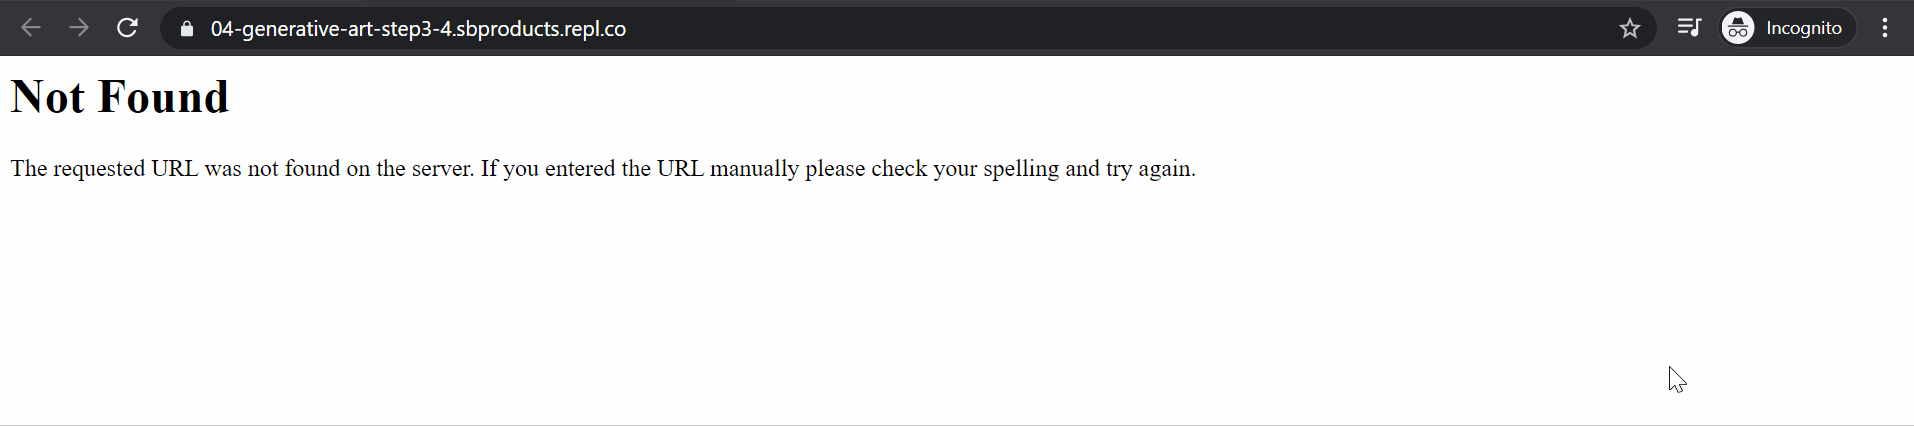 04-generative-art-step3-4.sbproducts.repl.co
Incognito
Not Found
The requested URL was not found on the server. If you entered the URL manually please check your spelling and try again.